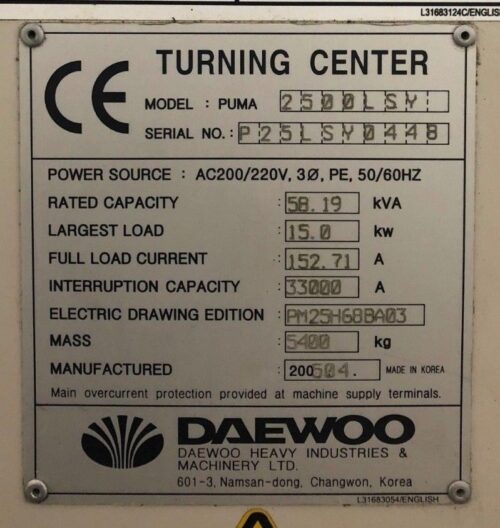 L31683124C/ENGLISH
CE
TURNING CENTER
MODEL : PUMA 2500LSY
SERIAL NO. : P25LSY0448
POWER SOURCE : AC200/220V, 3Ø, PE, 50/60HZ
RATED CAPACITY : 58.19 kVA
LARGEST LOAD : 15.0 kw
FULL LOAD CURRENT : 152.71 A
INTERRUPTION CAPACITY : 33000 A
ELECTRIC DRAWING EDITION : PM25H68BA03
MASS : 5400 kg
MANUFACTURED : 200504. MADE IN KOREA
Main overcurrent protection provided at machine supply terminals.
DAEWOO
DAEWOO HEAVY INDUSTRIES &
MACHINERY LTD.
601-3, Namsan-dong, Changwon, Korea
L31683054/ENGLISH